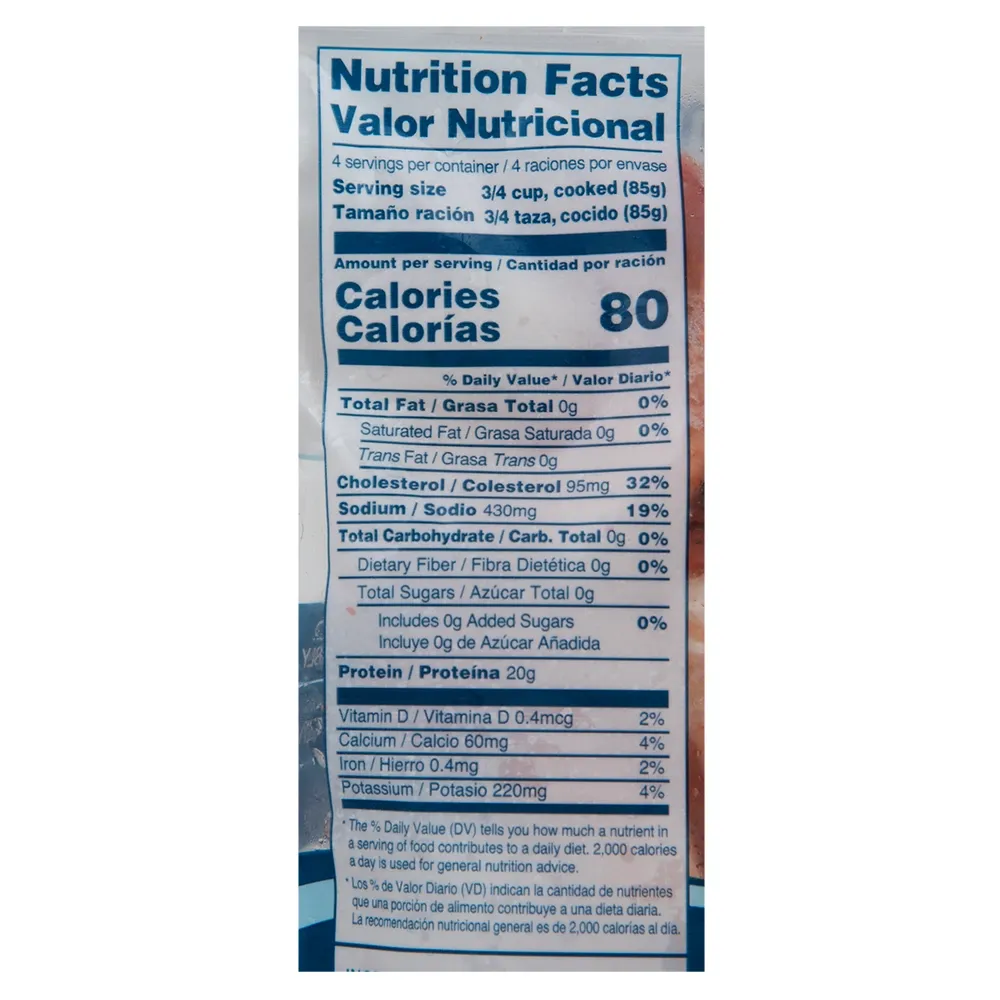 Nutrition Facts
Valor Nutricional
4 servings per container / 4 raciones por envase
Serving size 3/4 cup, cooked (85g)
Tamaño ración 3/4 taza, cocido (85g)
Amount per serving / Cantidad por ración
Calories
Calorías 80
% Daily Value* / Valor Diario*
Total Fat / Grasa Total 0g 0%
Saturated Fat / Grasa Saturada 0g 0%
Trans Fat / Grasa Trans 0g
Cholesterol / Colesterol 95mg 32%
Sodium / Sodio 430mg 19%
Total Carbohydrate / Carb. Total 0g 0%
Dietary Fiber / Fibra Dietética 0g 0%
Total Sugars / Azúcar Total 0g
Includes 0g Added Sugars 0%
Incluye 0g de Azúcar Añadida
Protein / Proteína 20g
Vitamin D / Vitamina D 0.4mcg 2%
Calcium / Calcio 60mg 4%
Iron / Hierro 0.4mg 2%
Potassium / Potasio 220mg 4%
* The % Daily Value (DV) tells you how much a nutrient in
a serving of food contributes to a daily diet. 2,000 calories
a day is used for general nutrition advice.
* Los % de Valor Diario (VD) indican la cantidad de nutrientes
que una porción de alimento contribuye a una dieta diaria.
La recomendación nutricional general es de 2,000 calorías al día.